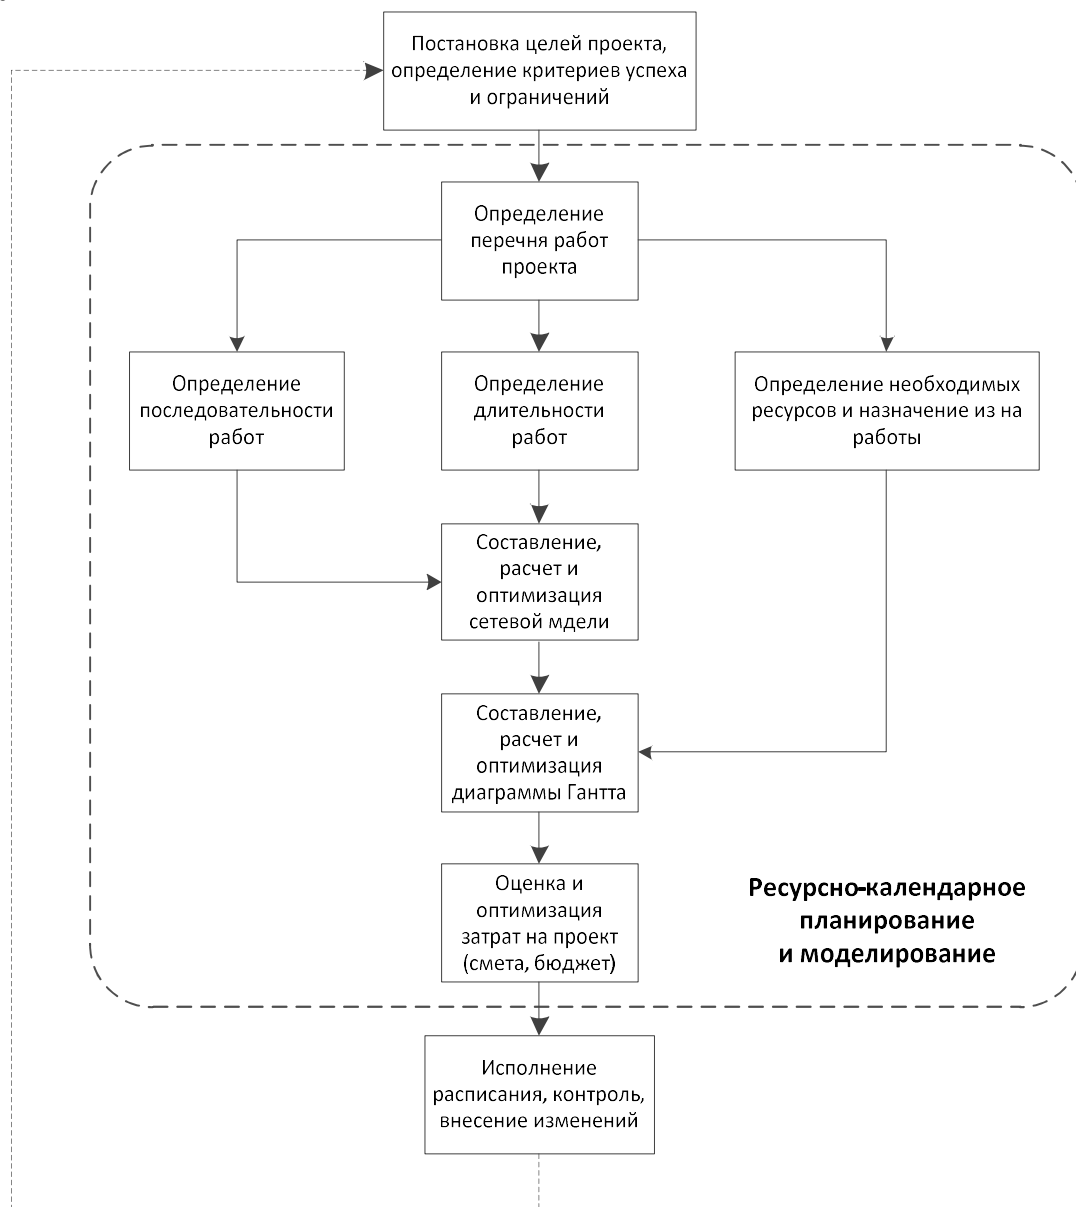 Постановка целей проекта,
определение критериев успеха
и ограничений
Определение
перечня работ
проекта
Определение
последовательности
работ
Определение
длительности
работ
Определение необходимых
ресурсов и назначение из на
работы
Составление,
расчет и
оптимизация
сетевой мдели
Составление,
расчет и
оптимизация
диаграммы Гантта
Оценка и
оптимизация
затрат на проект
(смета, бюджет)
Ресурсно-календарное
планирование
и моделирование
Исполнение
расписания, контроль,
внесение изменений